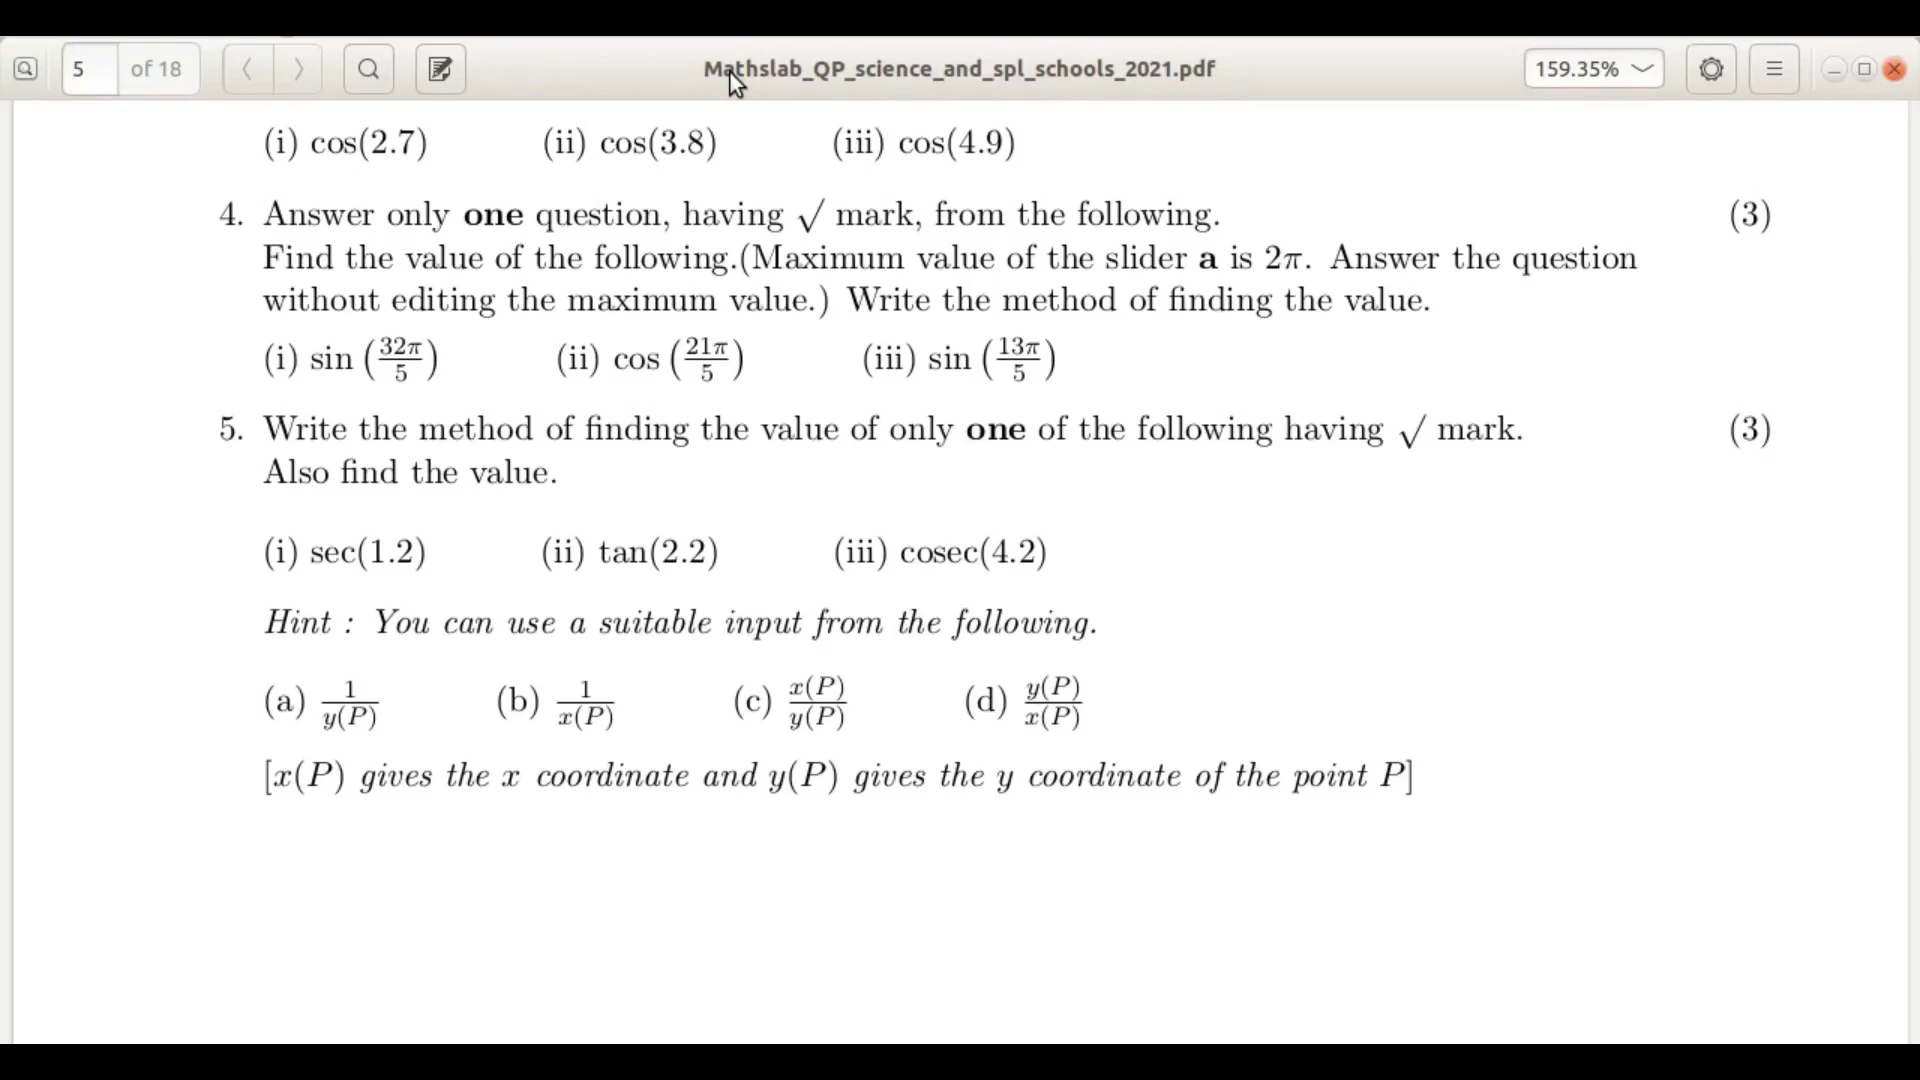 5 of 18 Mathslab_QP_science_and_spl_schools_2021.pdf 159.35%
(i) cos(2.7) (ii) cos(3.8) (iii) cos(4.9)
4. Answer only one question, having √ mark, from the following. (3)
Find the value of the following.(Maximum value of the slider a is 2π. Answer the question
without editing the maximum value.) Write the method of finding the value.
(i) sin (32π/5) (ii) cos (21π/5) (iii) sin (13π/5)
5. Write the method of finding the value of only one of the following having √ mark. (3)
Also find the value.
(i) sec(1.2) (ii) tan(2.2) (iii) cosec(4.2)
Hint : You can use a suitable input from the following.
(a) 1/y(P) (b) 1/x(P) (c) x(P)/y(P) (d) y(P)/x(P)
[x(P) gives the x coordinate and y(P) gives the y coordinate of the point P]